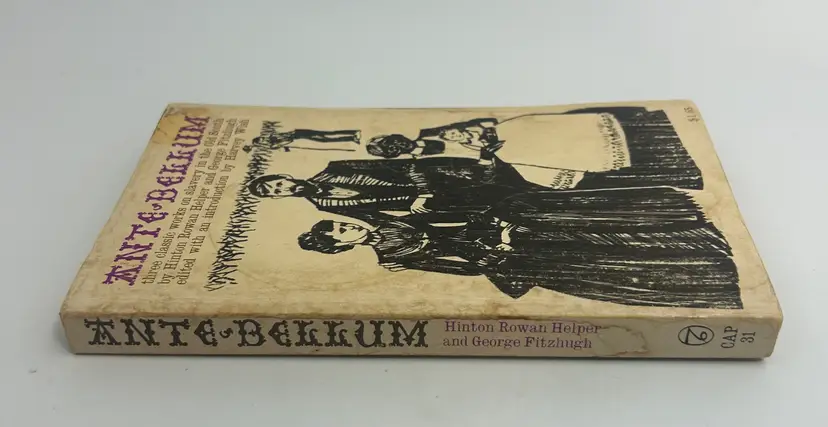 ANTE·BELLUM
three classic works on slavery in the Old South
by Hinton Rowan Helper and George Fitzhugh
edited with an introduction by Harvey Wish
$1.65
ANTE·BELLUM
Hinton Rowan Helper
and George Fitzhugh
CAP
31